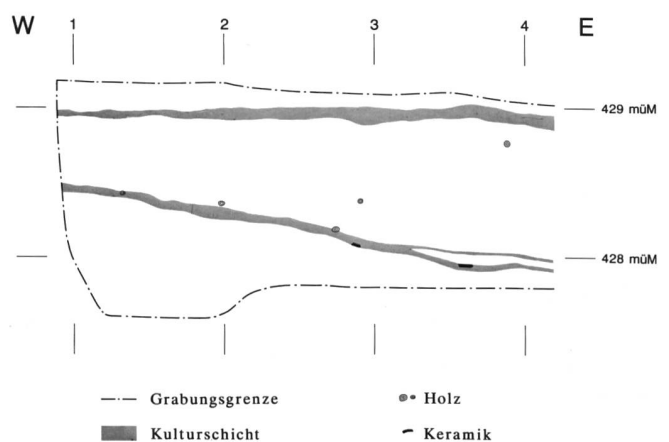 W 1 2 3 4 E
429 müM
428 müM
Grabungsgrenze Holz
Kulturschicht Keramik